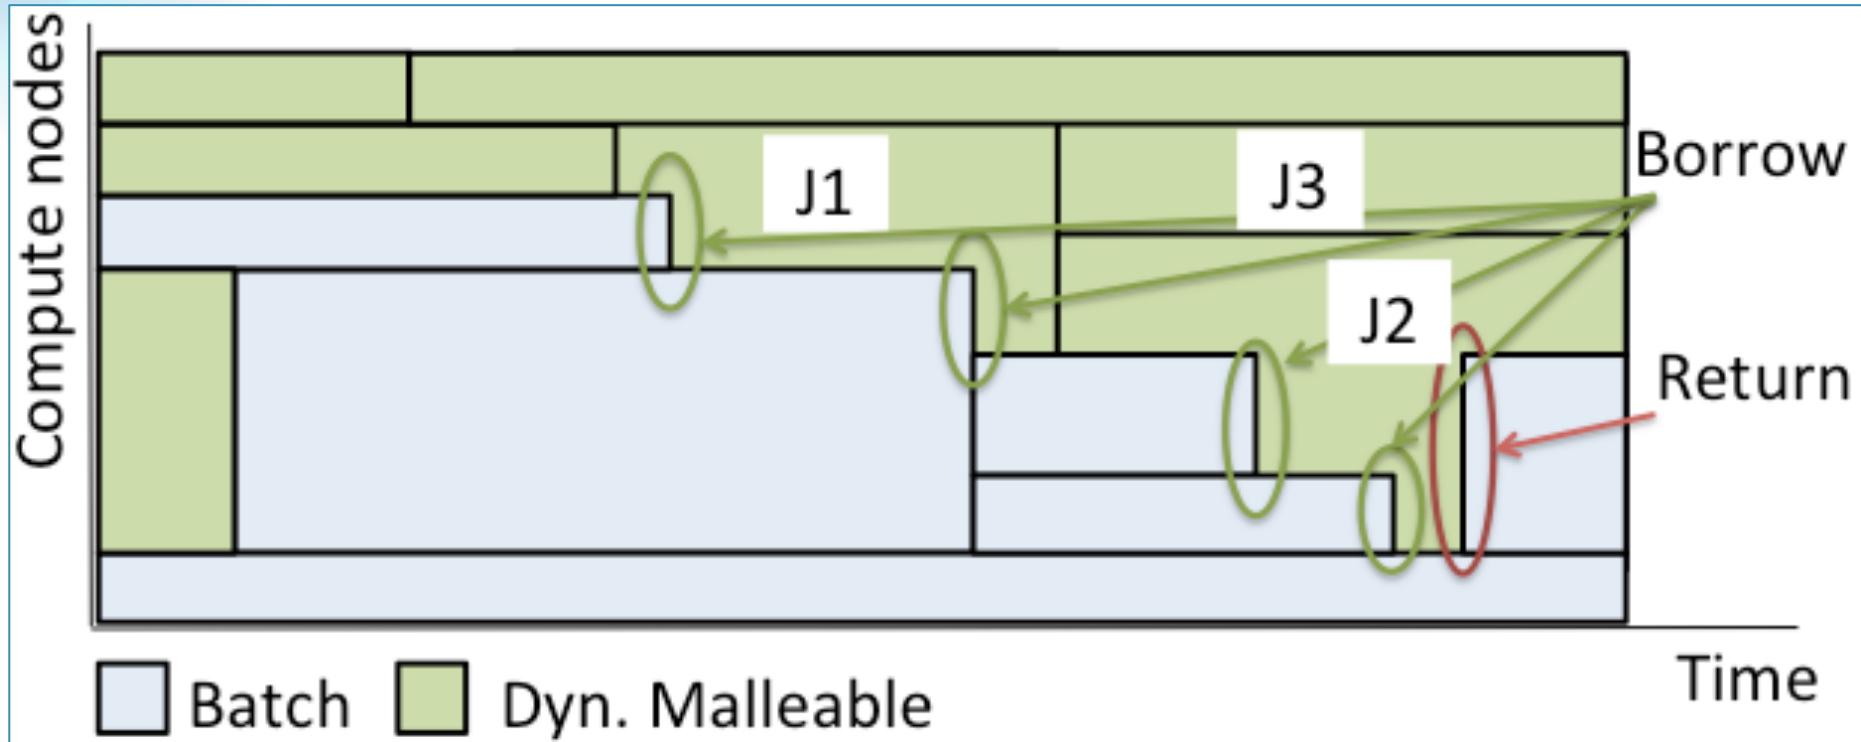 Compute nodes
J1
J3
Borrow
J2
Return
Time
Batch
Dyn. Malleable